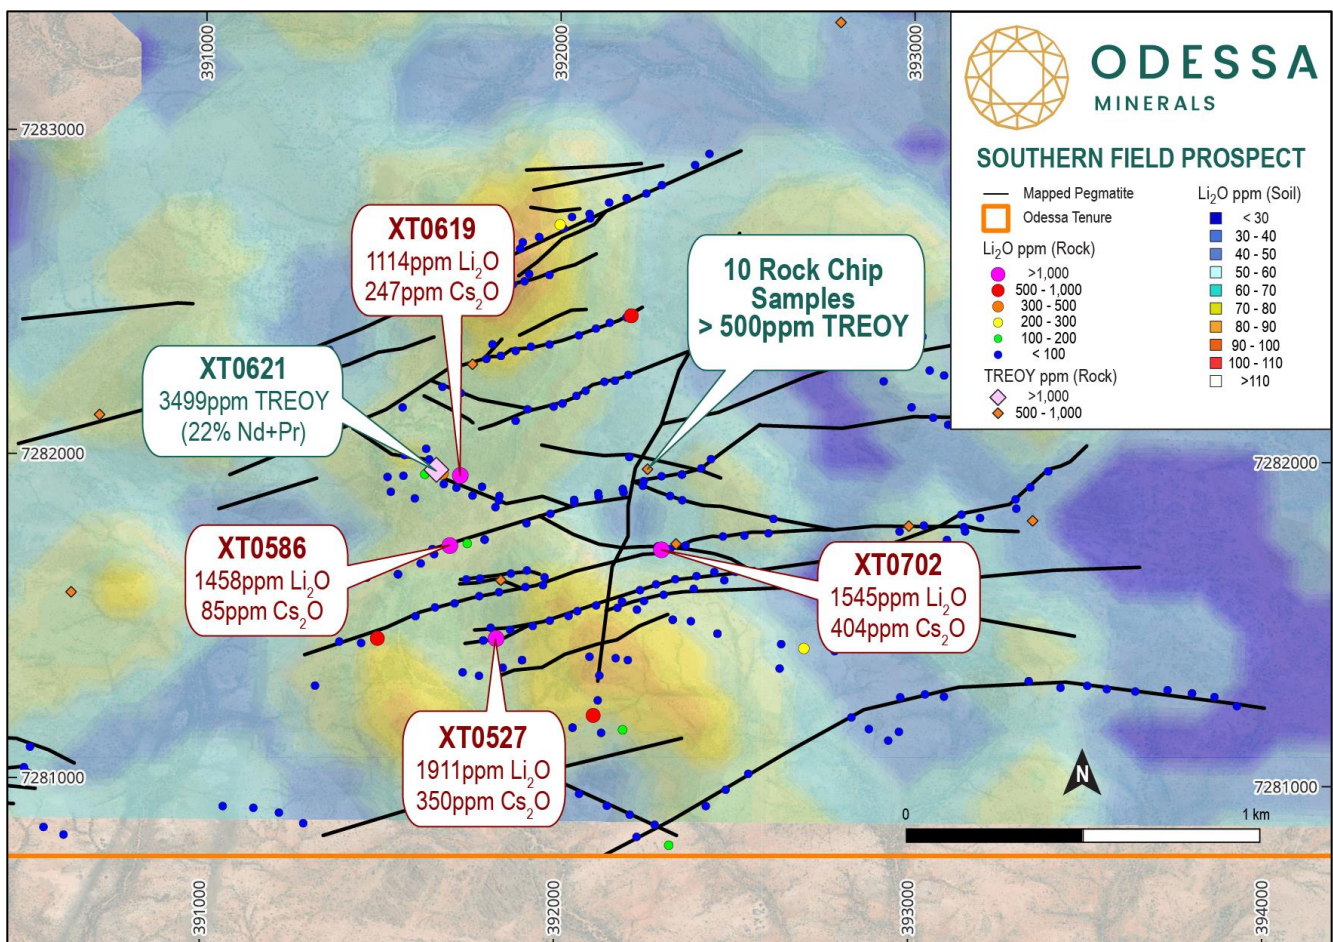 391000
392000
393000
7283000
7282000
7281000
7282000
7281000
391000
392000
393000
394000
ODESSA
MINERALS
SOUTHERN FIELD PROSPECT
Mapped Pegmatite
Odessa Tenure
Li₂O ppm (Rock)
>1,000
500 - 1,000
300 - 500
200 - 300
100 - 200
< 100
TREOY ppm (Rock)
>1,000
500 - 1,000
Li₂O ppm (Soil)
< 30
30 - 40
40 - 50
50 - 60
60 - 70
70 - 80
80 - 90
90 - 100
100 - 110
>110
XT0619
1114ppm Li₂O
247ppm Cs₂O
10 Rock Chip
Samples
> 500ppm TREOY
XT0621
3499ppm TREOY
(22% Nd+Pr)
XT0586
1458ppm Li₂O
85ppm Cs₂O
XT0702
1545ppm Li₂O
404ppm Cs₂O
XT0527
1911ppm Li₂O
350ppm Cs₂O
N
0
1 km